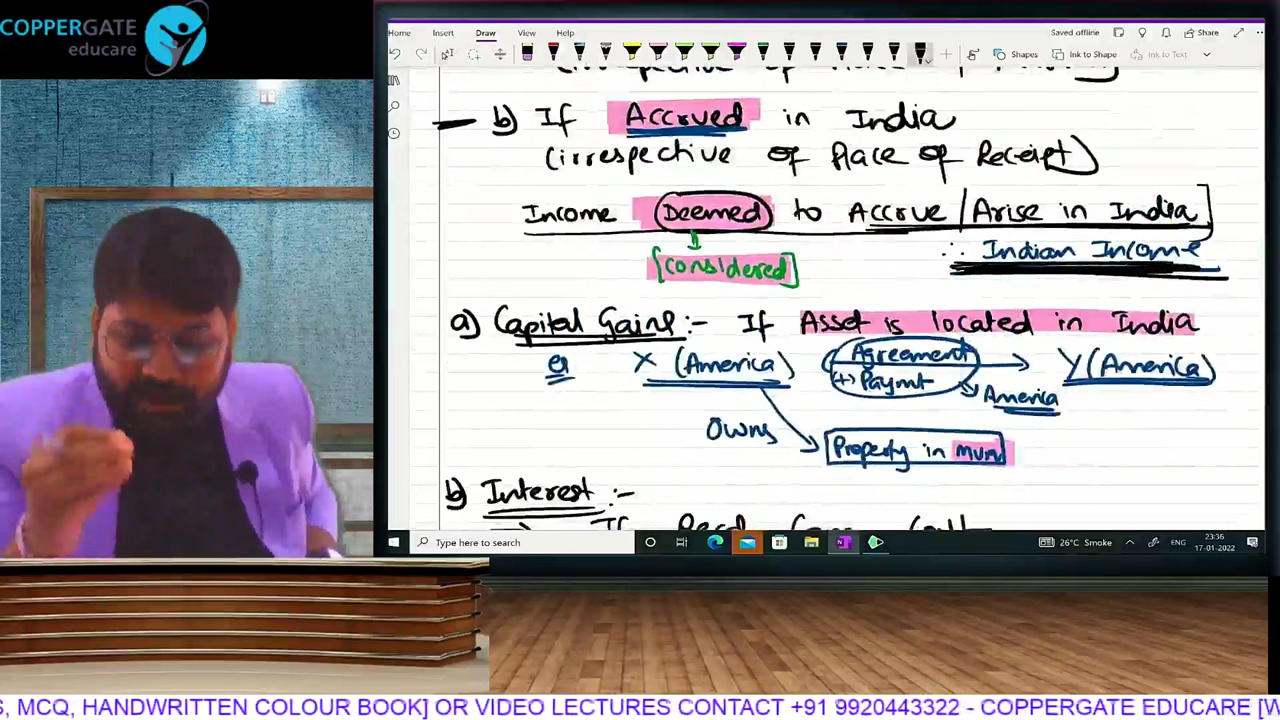 COPPERGATE
educare
Home Insert Draw View Help
Saved offline
Share
Shapes
Ink to Shape
Ink to Text
b) If Accrued in India
(irrespective of Place of Receipt)
Income Deemed to Accrue / Arise in India
[considered]
∴ Indian Income
a) Capital Gains :- If Asset is located in India
eg X (America) Agreement (+) Paymt Y (America)
America
Owns
Property in mum
b) Interest :-
Type here to search
26°C Smoke
ENG
23:36
17-01-2022
S, MCQ, HANDWRITTEN COLOUR BOOK] OR VIDEO LECTURES CONTACT +91 9920443322 - COPPERGATE EDUCARE [W